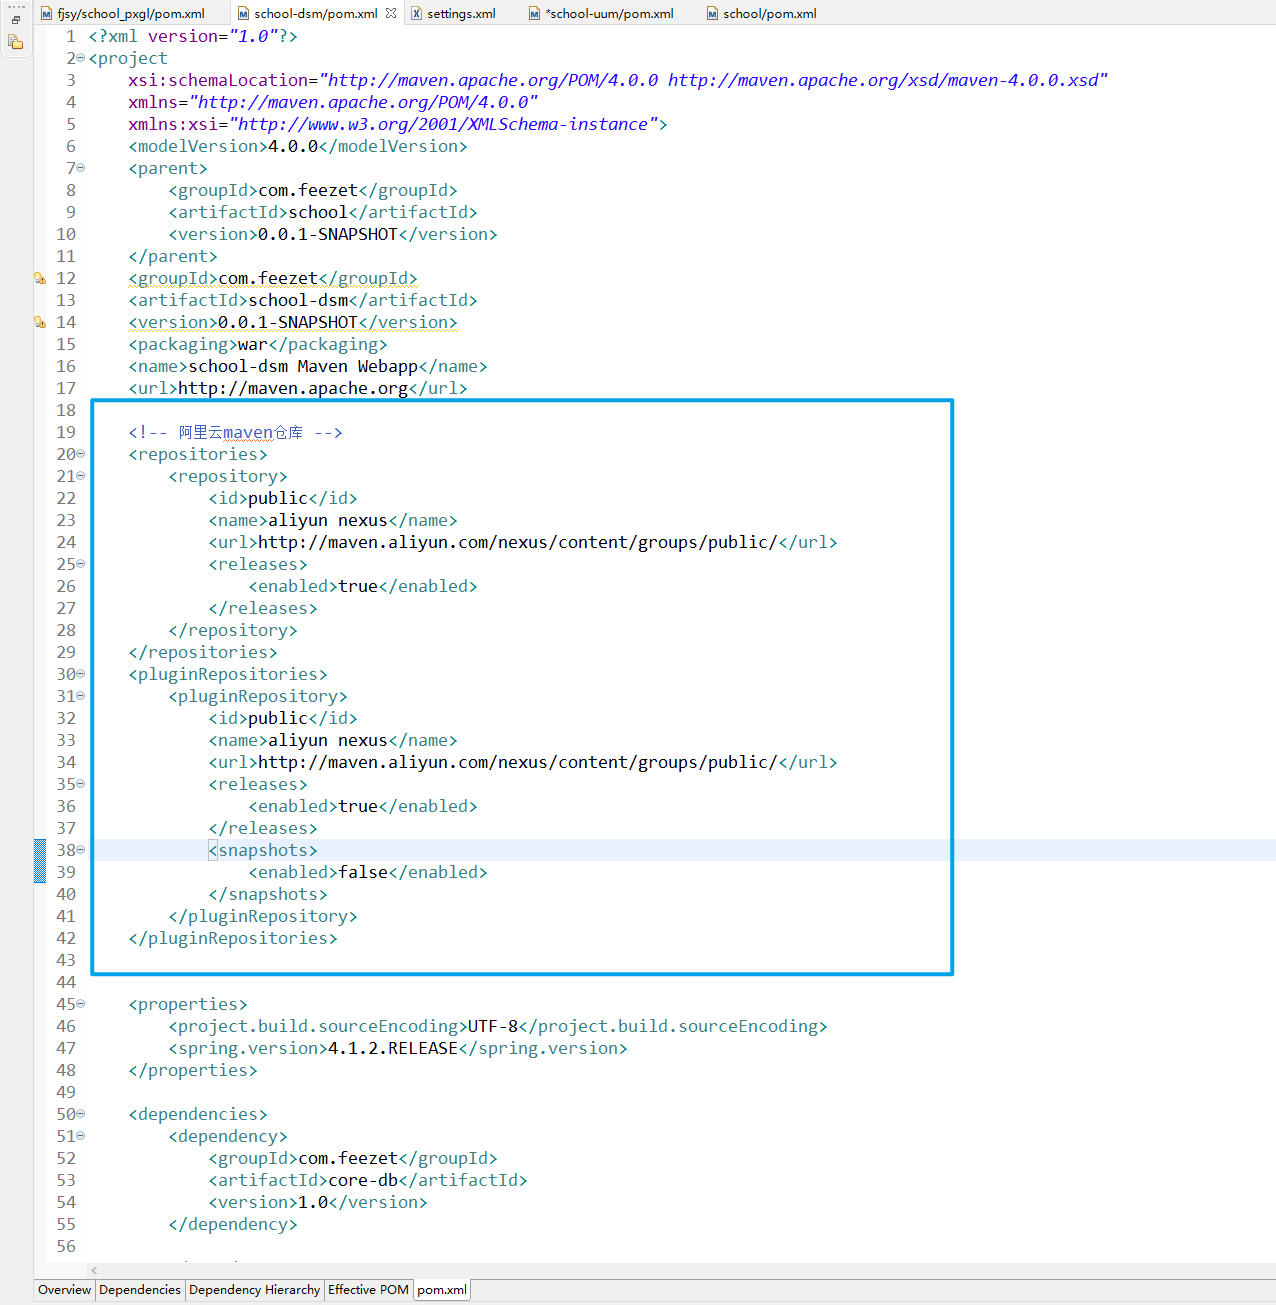 fjsy/school_pxgl/pom.xml school-dsm/pom.xml settings.xml *school-uum/pom.xml school/pom.xml
1 <?xml version="1.0"?>
2 <project
3 xsi:schemaLocation="http://maven.apache.org/POM/4.0.0 http://maven.apache.org/xsd/maven-4.0.0.xsd"
4 xmlns="http://maven.apache.org/POM/4.0.0"
5 xmlns:xsi="http://www.w3.org/2001/XMLSchema-instance">
6 <modelVersion>4.0.0</modelVersion>
7 <parent>
8 <groupId>com.feezet</groupId>
9 <artifactId>school</artifactId>
10 <version>0.0.1-SNAPSHOT</version>
11 </parent>
12 <groupId>com.feezet</groupId>
13 <artifactId>school-dsm</artifactId>
14 <version>0.0.1-SNAPSHOT</version>
15 <packaging>war</packaging>
16 <name>school-dsm Maven Webapp</name>
17 <url>http://maven.apache.org</url>
18
19 <!-- 阿里云maven仓库 -->
20 <repositories>
21 <repository>
22 <id>public</id>
23 <name>aliyun nexus</name>
24 <url>http://maven.aliyun.com/nexus/content/groups/public/</url>
25 <releases>
26 <enabled>true</enabled>
27 </releases>
28 </repository>
29 </repositories>
30 <pluginRepositories>
31 <pluginRepository>
32 <id>public</id>
33 <name>aliyun nexus</name>
34 <url>http://maven.aliyun.com/nexus/content/groups/public/</url>
35 <releases>
36 <enabled>true</enabled>
37 </releases>
38 <snapshots>
39 <enabled>false</enabled>
40 </snapshots>
41 </pluginRepository>
42 </pluginRepositories>
43
44
45 <properties>
46 <project.build.sourceEncoding>UTF-8</project.build.sourceEncoding>
47 <spring.version>4.1.2.RELEASE</spring.version>
48 </properties>
49
50 <dependencies>
51 <dependency>
52 <groupId>com.feezet</groupId>
53 <artifactId>core-db</artifactId>
54 <version>1.0</version>
55 </dependency>
56
Overview Dependencies Dependency Hierarchy Effective POM pom.xml